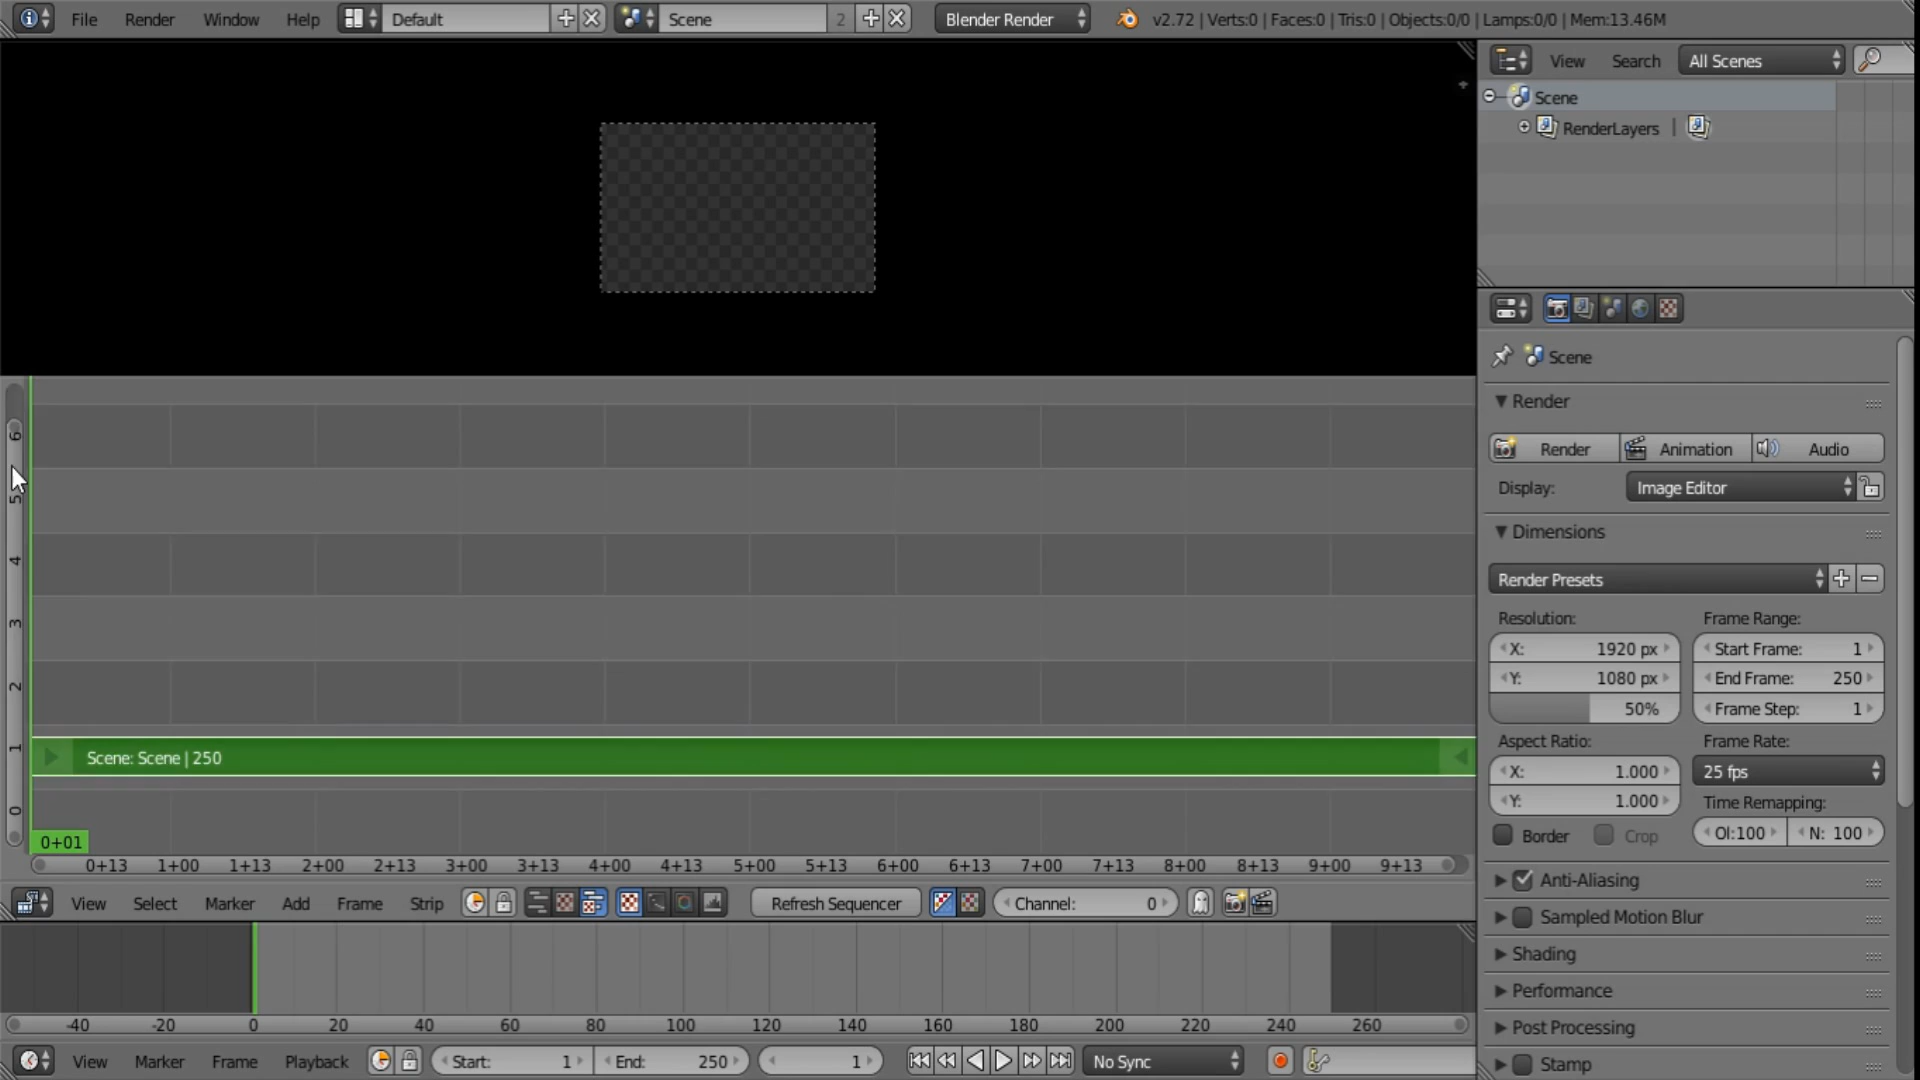 File Render Window Help Default Scene 2 Blender Render v2.72 | Verts:0 | Faces:0 | Tris:0 | Objects:0/0 | Lamps:0/0 | Mem:13.46M
View Search All Scenes
Scene
RenderLayers |
Scene
Render
Render Animation Audio
Display: Image Editor
Dimensions
Render Presets
Resolution: Frame Range:
X: 1920 px Start Frame: 1
Y: 1080 px End Frame: 250
50% Frame Step: 1
Aspect Ratio: Frame Rate:
X: 1.000 25 fps
Y: 1.000 Time Remapping:
Border Crop Ol:100 N: 100
Anti-Aliasing
Sampled Motion Blur
Shading
Performance
Post Processing
Stamp
6
5
4
3
2
1
0
Scene: Scene | 250
0+01
0+13 1+00 1+13 2+00 2+13 3+00 3+13 4+00 4+13 5+00 5+13 6+00 6+13 7+00 7+13 8+00 8+13 9+00 9+13
View Select Marker Add Frame Strip Refresh Sequencer Channel: 0
-40 -20 0 20 40 60 80 100 120 140 160 180 200 220 240 260
View Marker Frame Playback Start: 1 End: 250 1 No Sync